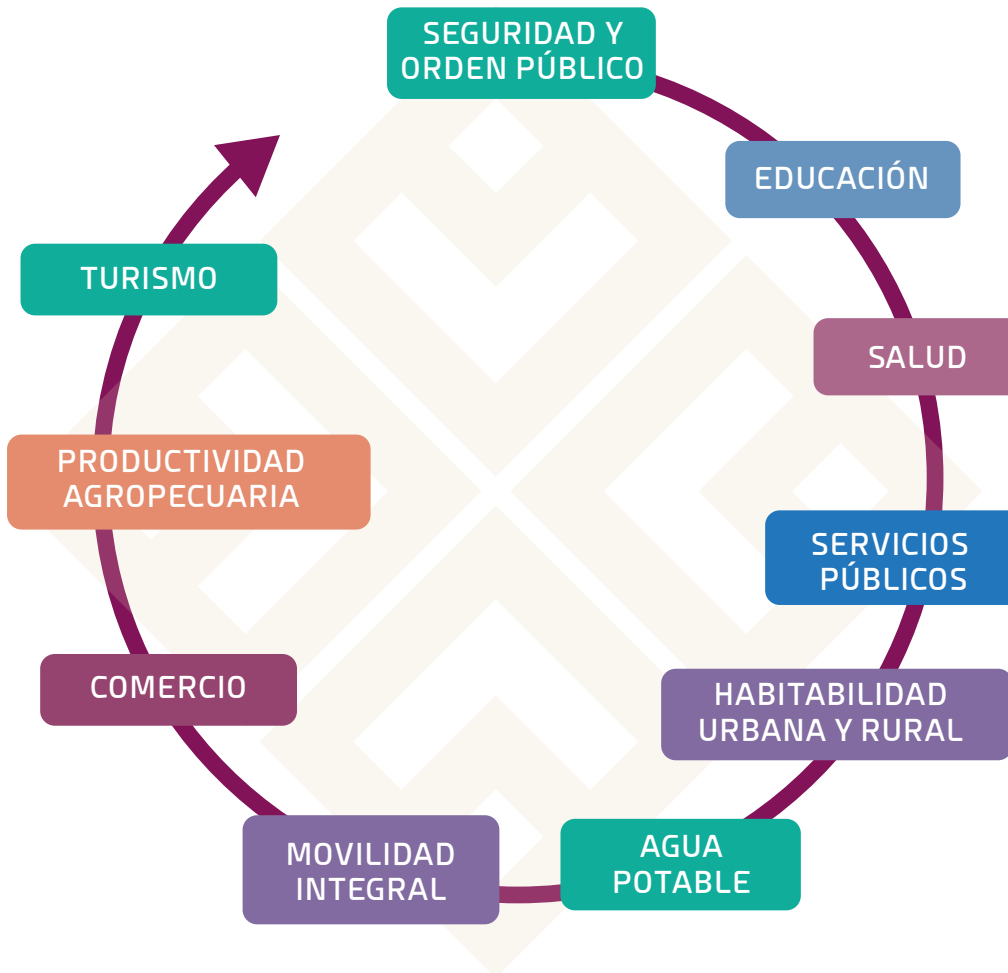 SEGURIDAD Y
ORDEN PÚBLICO
EDUCACIÓN
SALUD
SERVICIOS
PÚBLICOS
HABITABILIDAD
URBANA Y RURAL
AGUA
POTABLE
MOVILIDAD
INTEGRAL
COMERCIO
PRODUCTIVIDAD
AGROPECUARIA
TURISMO